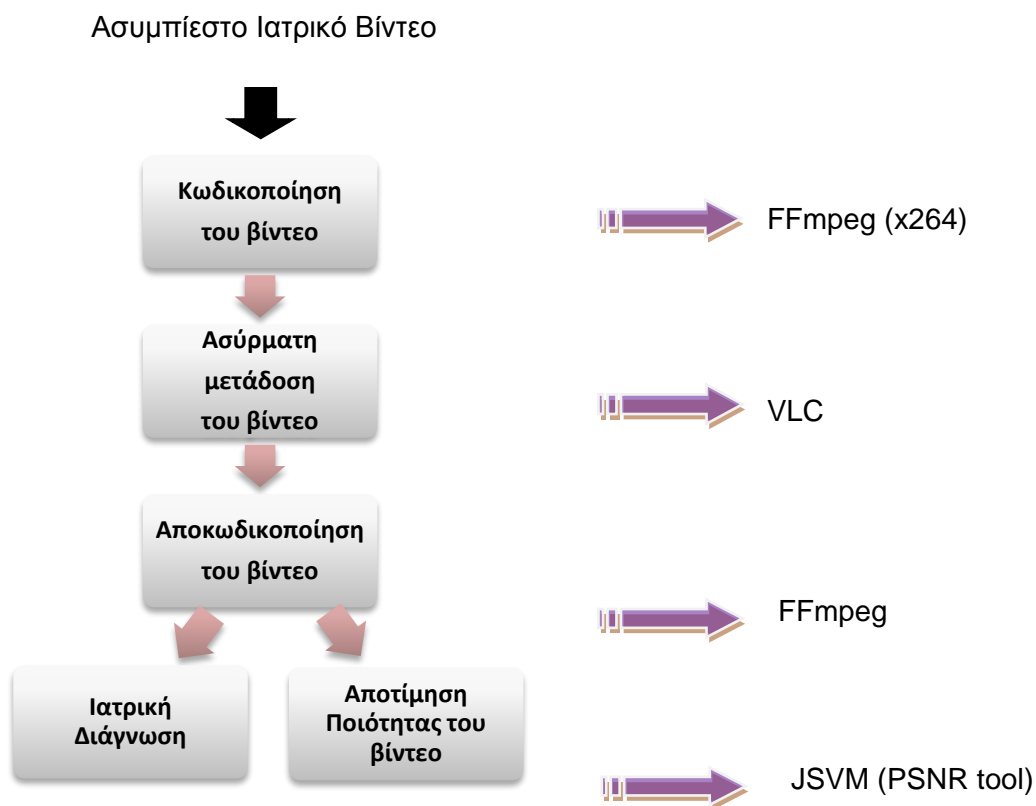 Ασυμπίεστο Ιατρικό Βίντεο
Κωδικοποίηση
του βίντεο
FFmpeg (x264)
Ασύρματη
μετάδοση
του βίντεο
VLC
Αποκωδικοποίηση
του βίντεο
FFmpeg
Ιατρική
Διάγνωση
Αποτίμηση
Ποιότητας του
βίντεο
JSVM (PSNR tool)